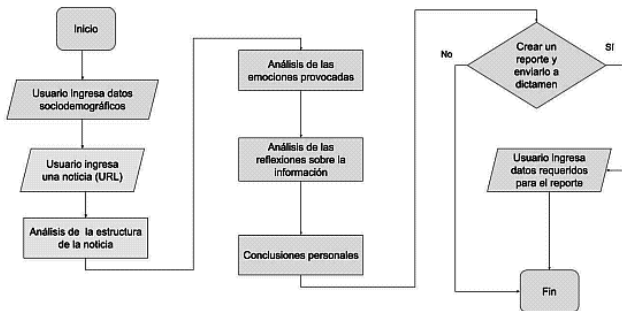 Inicio
Usuario Ingresa datos
sociodemográficos
Usuario ingresa
una noticia (URL)
Análisis de la estructura
de la noticia
Análisis de las
emociones provocadas
Análisis de las
reflexiones sobre la
información
Conclusiones personales
Crear un
reporte y
enviarlo a
dictamen
No
Sí
Usuario Ingresa
datos requeridos
para el reporte
Fin